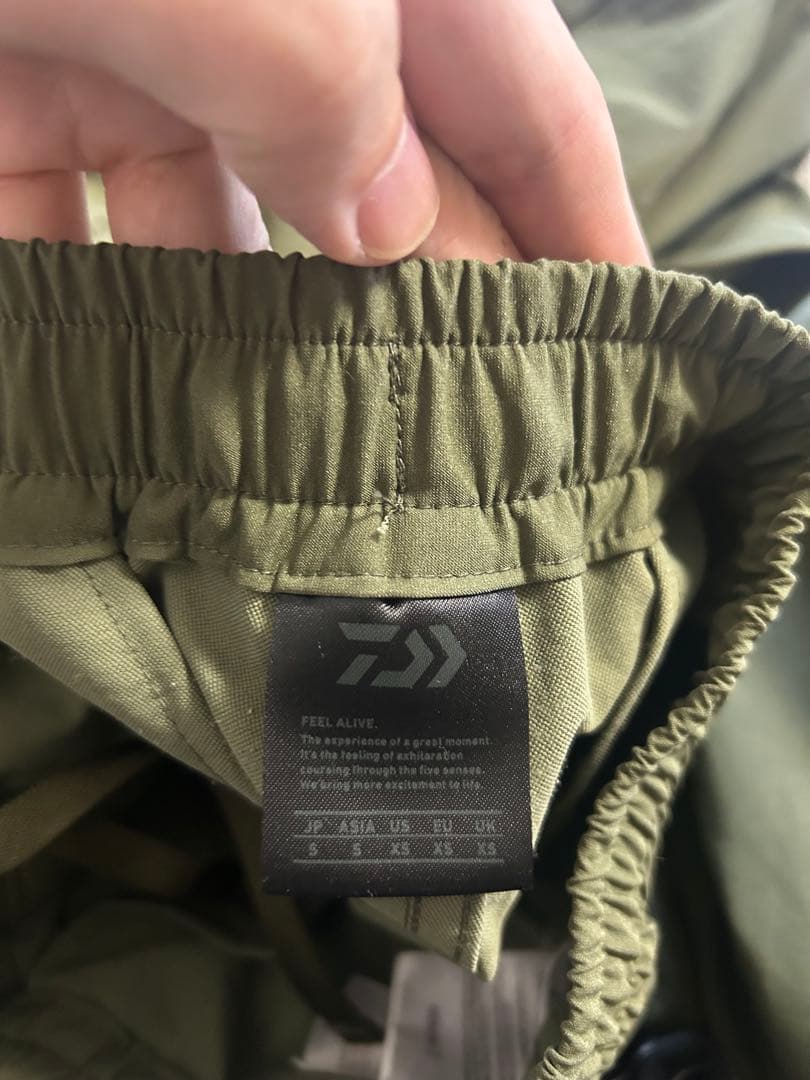 FEEL ALIVE.
The experience of a great moment.
It's the feeling of exhilaration
coursing through the five senses.
We bring more excitement to life.
JP ASIA US EU UK
S S XS XS XS